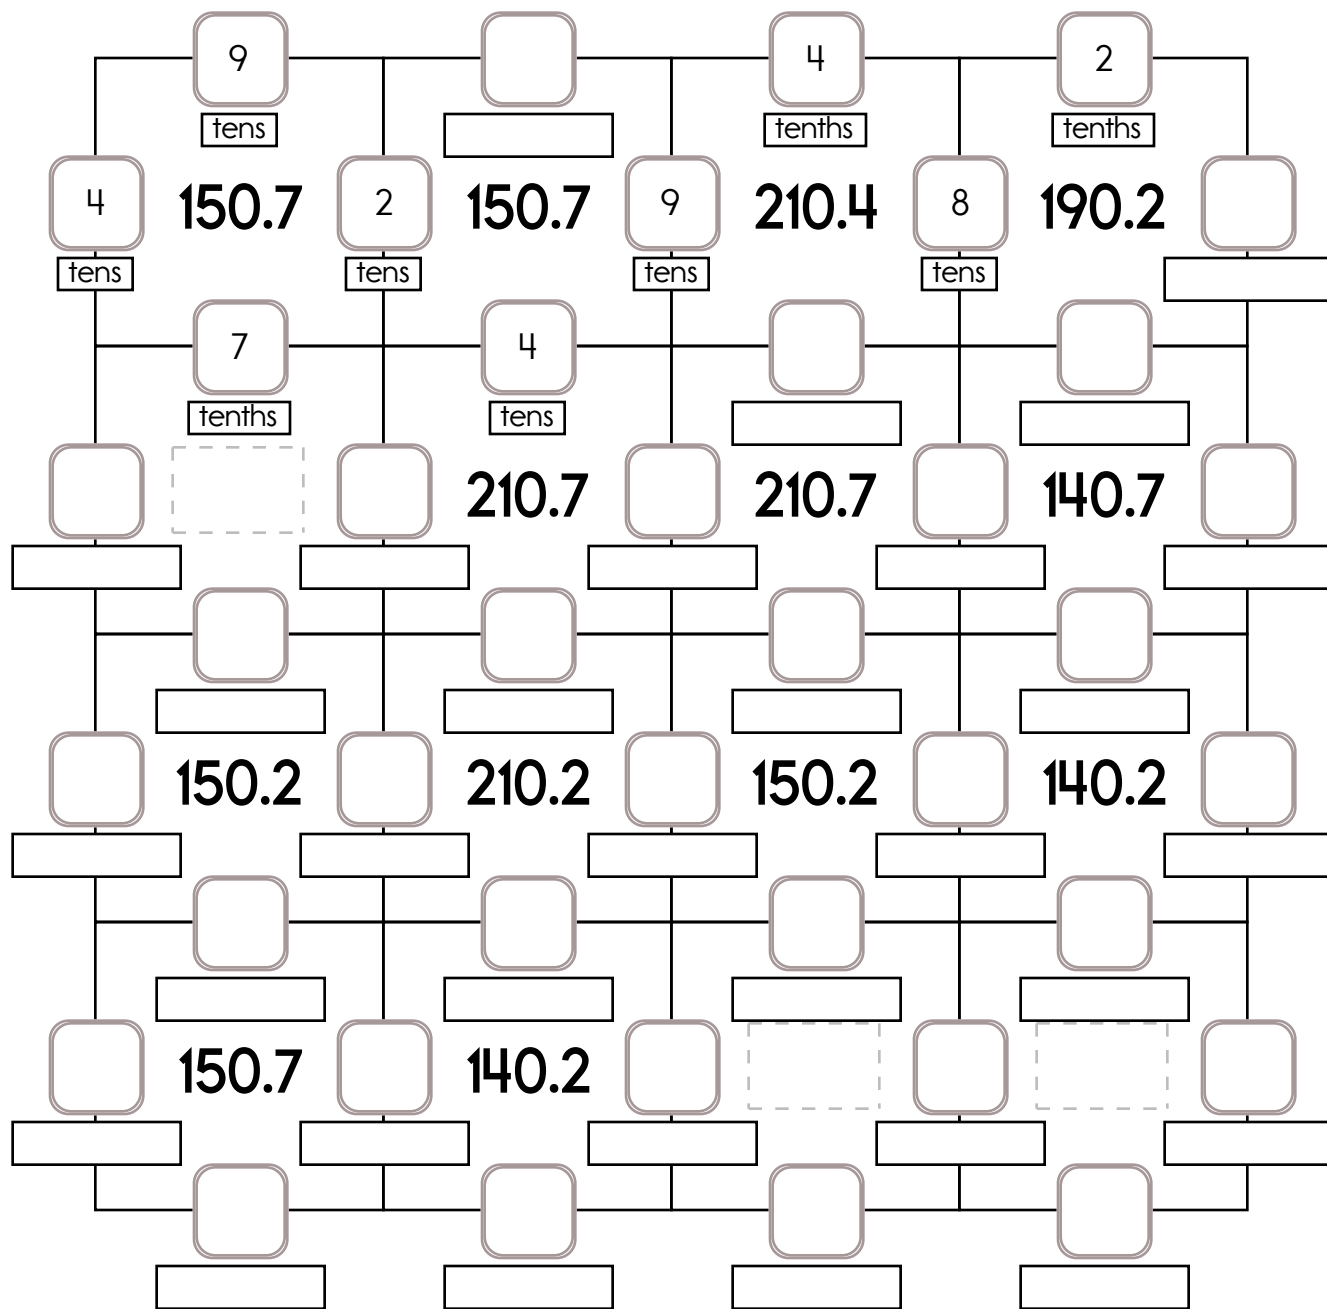 9 4 2
tens tenths tenths
4 150.7 2 150.7 9 210.4 8 190.2
tens tens tens tens
7 4
tenths tens
210.7 210.7 140.7
150.2 210.2 150.2 140.2
150.7 140.2